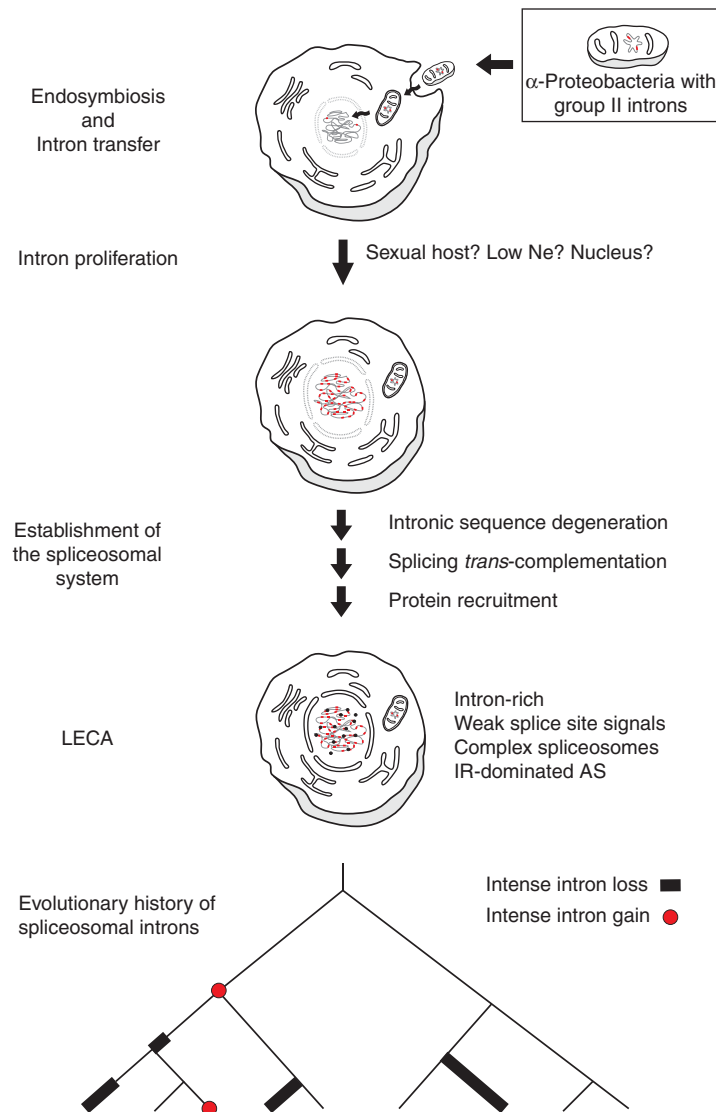 α-Proteobacteria with
group II introns
Endosymbiosis
and
Intron transfer
Intron proliferation
Sexual host? Low Ne? Nucleus?
Establishment of
the spliceosomal
system
Intronic sequence degeneration
Splicing trans-complementation
Protein recruitment
LECA
Intron-rich
Weak splice site signals
Complex spliceosomes
IR-dominated AS
Evolutionary history of
spliceosomal introns
Intense intron loss
Intense intron gain